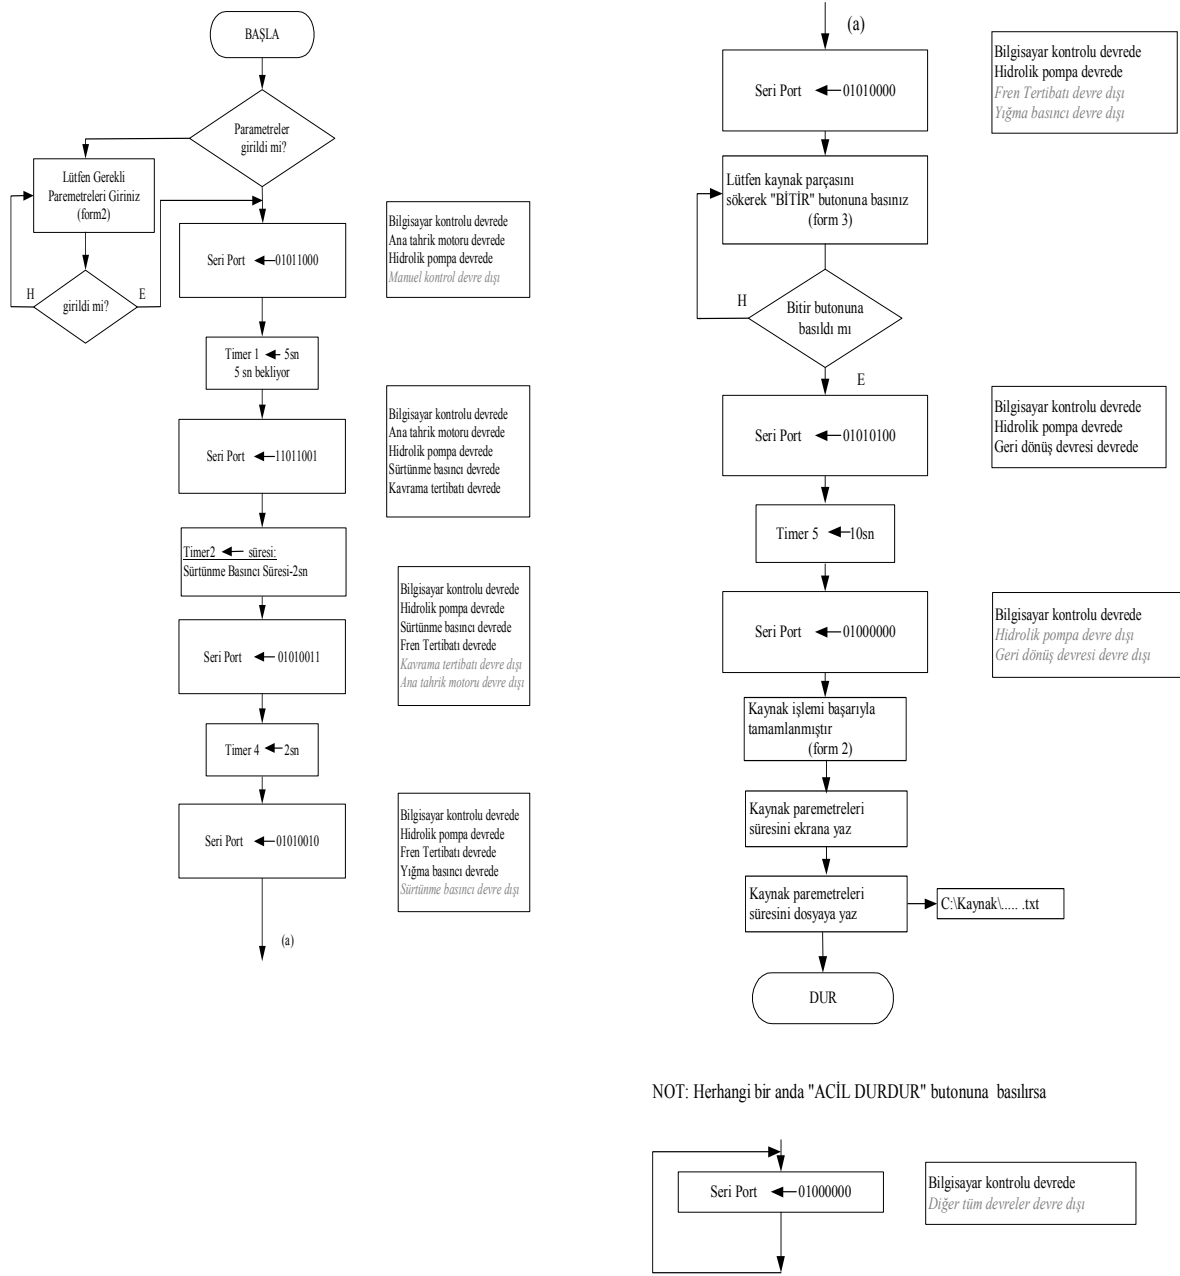 BAŞLA
Parametreler
girildi mi?
Lütfen Gerekli
Paremetreleri Giriniz
(form2)
H
girildi mi?
E
Seri Port
01011000
Bilgisayar kontrolu devrede
Ana tahrik motoru devrede
Hidrolik pompa devrede
Manuel kontrol devre dışı
Timer 1
5sn
5 sn bekliyor
Seri Port
11011001
Bilgisayar kontrolu devrede
Ana tahrik motoru devrede
Hidrolik pompa devrede
Sürtünme basıncı devrede
Kavrama tertibatı devrede
Timer2
süresi:
Sürtünme Basıncı Süresi-2sn
Seri Port
01010011
Bilgisayar kontrolu devrede
Hidrolik pompa devrede
Sürtünme basıncı devrede
Fren Tertibatı devrede
Kavrama tertibatı devre dışı
Ana tahrik motoru devre dışı
Timer 4
2sn
Seri Port
01010010
Bilgisayar kontrolu devrede
Hidrolik pompa devrede
Fren Tertibatı devrede
Yığma basıncı devrede
Sürtünme basıncı devre dışı
(a)
(a)
Seri Port
01010000
Bilgisayar kontrolu devrede
Hidrolik pompa devrede
Fren Tertibatı devre dışı
Yığma basıncı devre dışı
Lütfen kaynak parçasını
sökerek "BİTİR" butonuna basınız
(form 3)
H
Bitir butonuna
basıldı mı
E
Seri Port
01010100
Bilgisayar kontrolu devrede
Hidrolik pompa devrede
Geri dönüş devresi devrede
Timer 5
10sn
Seri Port
01000000
Bilgisayar kontrolu devrede
Hidrolik pompa devre dışı
Geri dönüş devresi devre dışı
Kaynak işlemi başarıyla
tamamlanmıştır
(form 2)
Kaynak paremetreleri
süresini ekrana yaz
Kaynak paremetreleri
süresini dosyaya yaz
C:\Kaynak\..... .txt
DUR
NOT: Herhangi bir anda "ACİL DURDUR" butonuna basılırsa
Seri Port
01000000
Bilgisayar kontrolu devrede
Diğer tüm devreler devre dışı